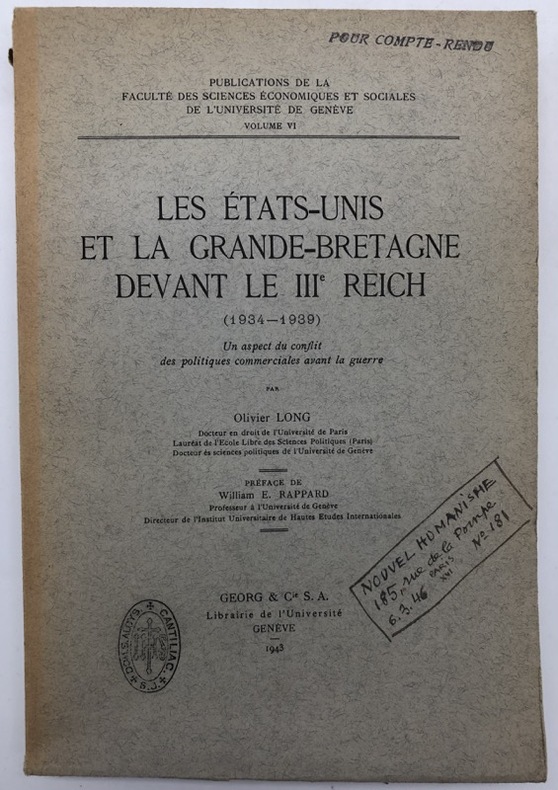 POUR COMPTE-RENDU
PUBLICATIONS DE LA
FACULTÉ DES SCIENCES ÉCONOMIQUES ET SOCIALES
DE L'UNIVERSITÉ DE GENÈVE
VOLUME VI
LES ÉTATS-UNIS
ET LA GRANDE-BRETAGNE
DEVANT LE IIIe REICH
(1934-1939)
Un aspect du conflit
des politiques commerciales avant la guerre
PAR
Olivier LONG
Docteur en droit de l'Université de Paris
Lauréat de l'Ecole Libre des Sciences Politiques (Paris)
Docteur ès sciences politiques de l'Université de Genève
PRÉFACE DE
William E. RAPPARD
Professeur à l'Université de Genève
Directeur de l'Institut Universitaire de Hautes Etudes Internationales
NOUVEL HUMANISME
185, rue de la Pompe
PARIS
XVI
6.3.46
No 181
GEORG & Cie S. A.
Librairie de l'Université
GENÈVE
1943
DOM. S. ALOYS. CANTILIAC. S.J.